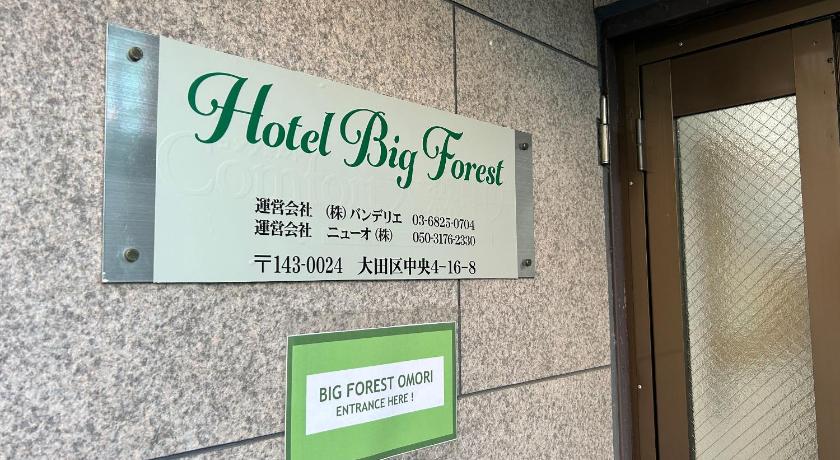 Hotel Big Forest
運営会社 (株)バンデリエ 03-6825-0704
運営会社 ニューオ(株) 050-3176-2330
〒143-0024 大田区中央4-16-8
BIG FOREST OMORI
ENTRANCE HERE !